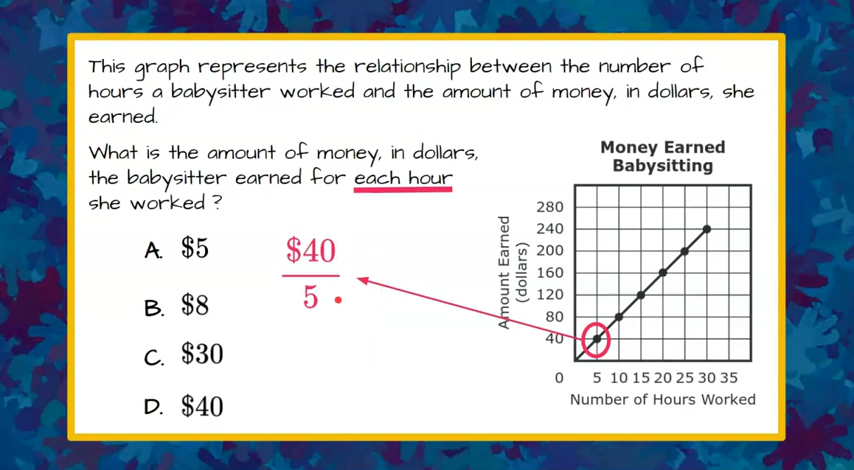 This graph represents the relationship between the number of
hours a babysitter worked and the amount of money, in dollars, she
earned.
What is the amount of money, in dollars,
the babysitter earned for each hour
she worked ?
A. $5
B. $8
C. $30
D. $40
$40
5
Money Earned
Babysitting
Amount Earned
(dollars)
280
240
200
160
120
80
40
0 5 10 15 20 25 30 35
Number of Hours Worked